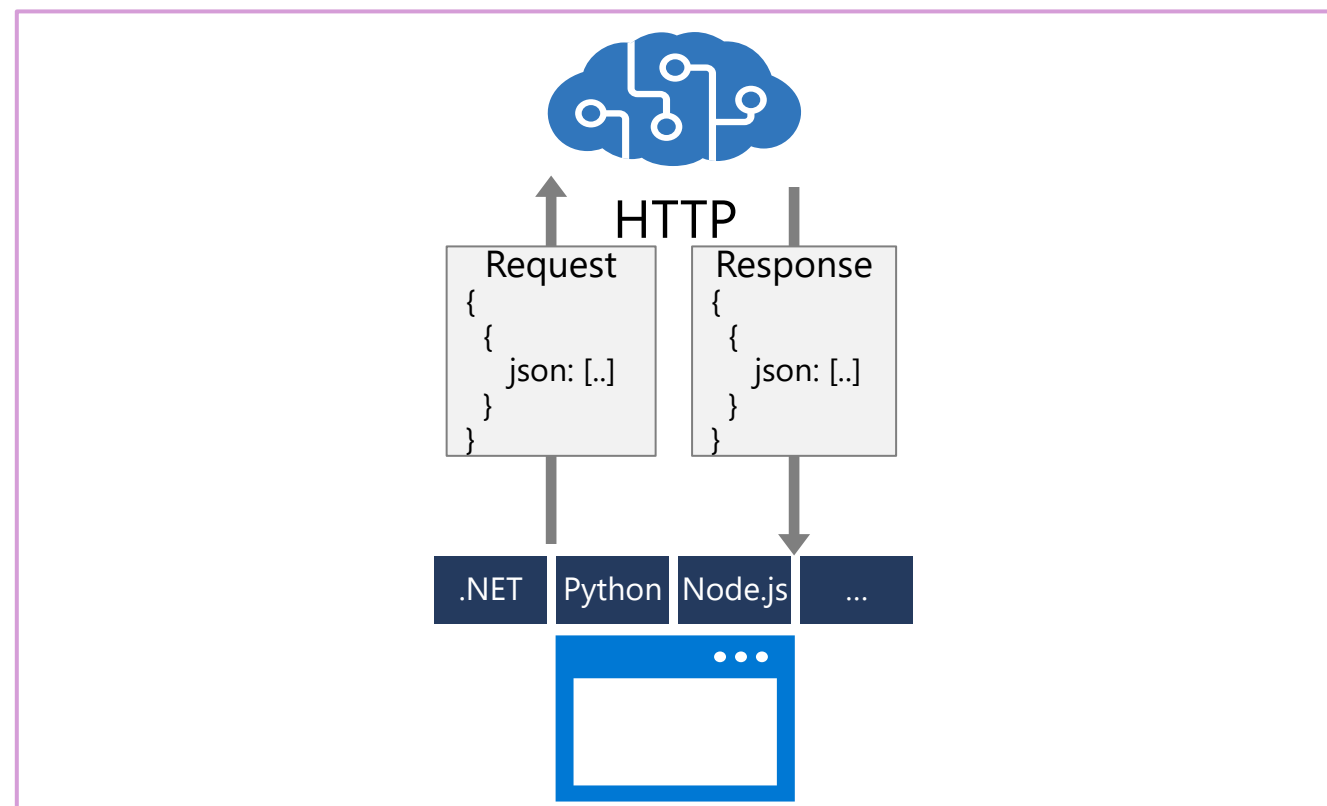 HTTP
Request
{
{
json: [..]
}
}
Response
{
{
json: [..]
}
}
.NET
Python
Node.js
...